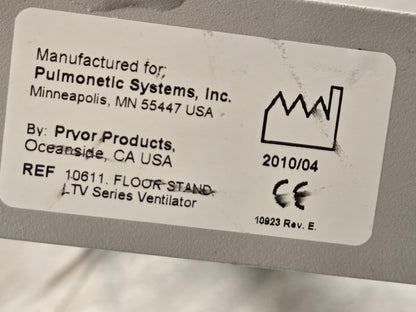 Manufactured for:
Pulmonetic Systems, Inc.
Minneapolis, MN 55447 USA
By: Pryor Products,
Oceanside, CA USA
REF 10611, FLOOR STAND,
LTV Series Ventilator
2010/04
CE
10923 Rev. E.